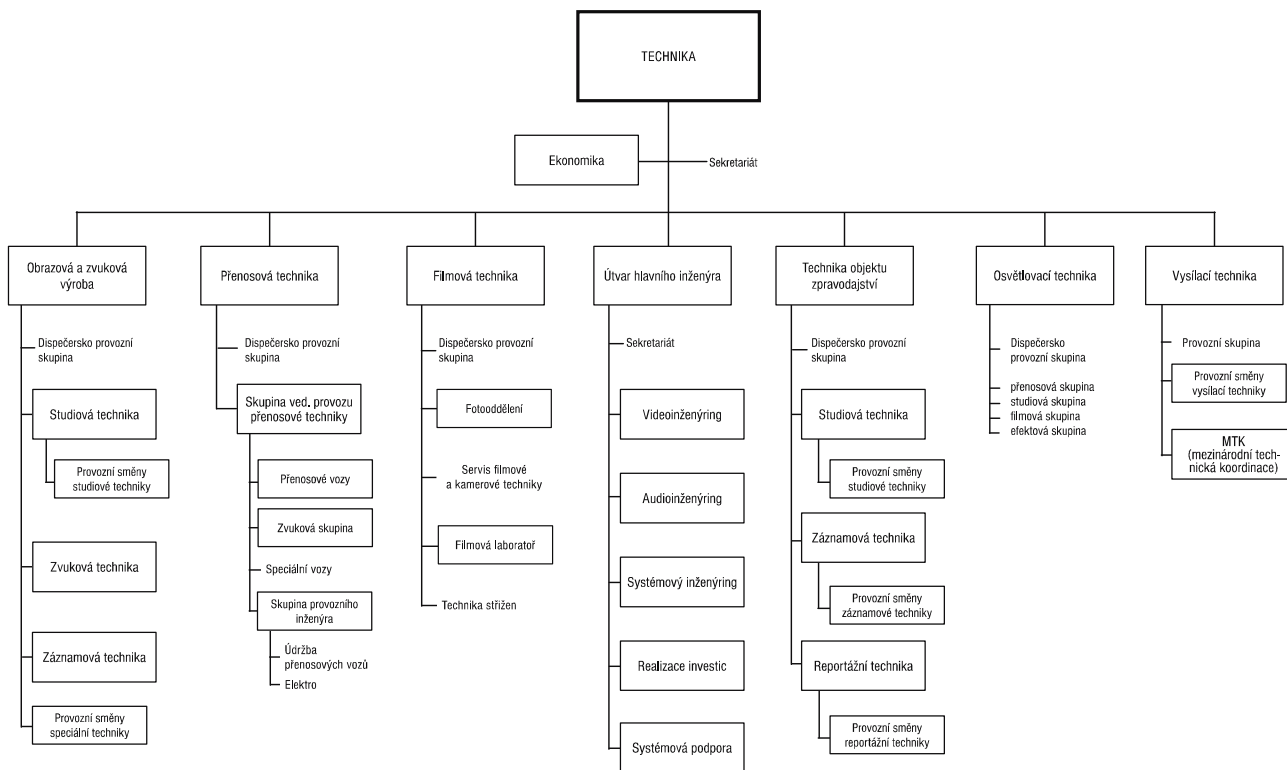 TECHNIKA
Ekonomika
Sekretariát
Obrazová a zvuková
výroba
Dispečersko provozní
skupina
Studiová technika
Provozní směny
studiové techniky
Zvuková technika
Záznamová technika
Provozní směny
speciální techniky
Přenosová technika
Dispečersko provozní
skupina
Skupina ved. provozu
přenosové techniky
Přenosové vozy
Zvuková skupina
Speciální vozy
Skupina provozního
inženýra
Údržba
přenosových vozů
Elektro
Filmová technika
Dispečersko provozní
skupina
Fotooddělení
Servis filmové
a kamerové techniky
Filmová laboratoř
Technika střižen
Útvar hlavního inženýra
Sekretariát
Videoinženýring
Audioinženýring
Systémový inženýring
Realizace investic
Systémová podpora
Technika objektu
zpravodajství
Dispečersko provozní
skupina
Studiová technika
Provozní směny
studiové techniky
Záznamová technika
Provozní směny
záznamové techniky
Reportážní technika
Provozní směny
reportážní techniky
Osvětlovací technika
Dispečersko
provozní skupina
přenosová skupina
studiová skupina
filmová skupina
efektová skupina
Vysílací technika
Provozní skupina
Provozní směny
vysílací techniky
MTK
(mezinárodní tech-
nická koordinace)